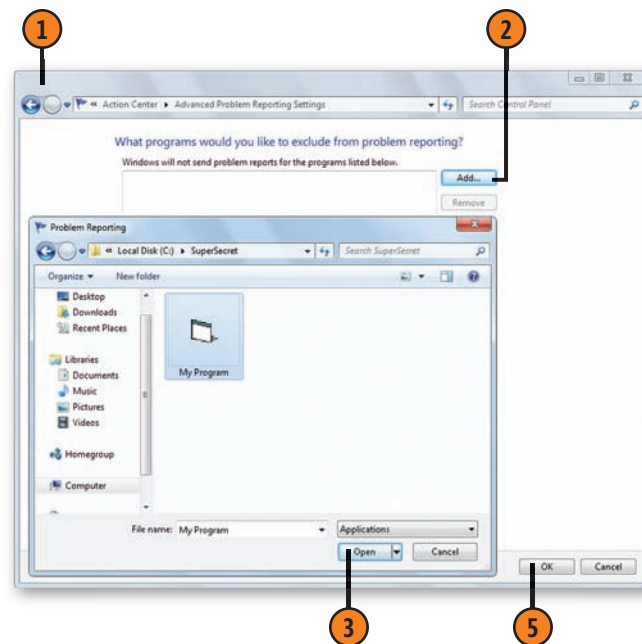 1
2
« Action Center ▸ Advanced Problem Reporting Settings
Search Control Panel
What programs would you like to exclude from problem reporting?
Windows will not send problem reports for the programs listed below.
Add...
Remove
Problem Reporting
« Local Disk (C:) ▸ SuperSecret
Search SuperSecret
Organize
New folder
Desktop
Downloads
Recent Places
Libraries
Documents
Music
Pictures
Videos
Homegroup
Computer
My Program
File name: My Program
Applications
Open
Cancel
OK
Cancel
3
5